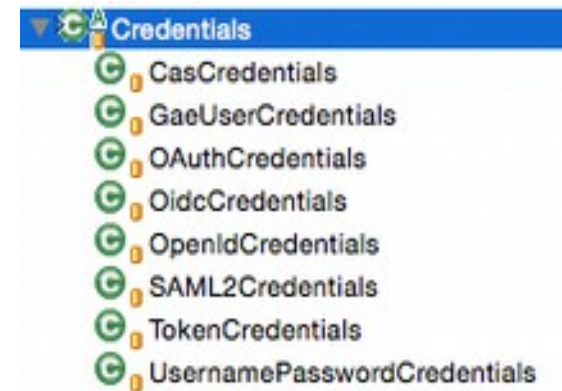 Credentials
CasCredentials
GaeUserCredentials
OAuthCredentials
OidcCredentials
OpenIdCredentials
SAML2Credentials
TokenCredentials
UsernamePasswordCredentials